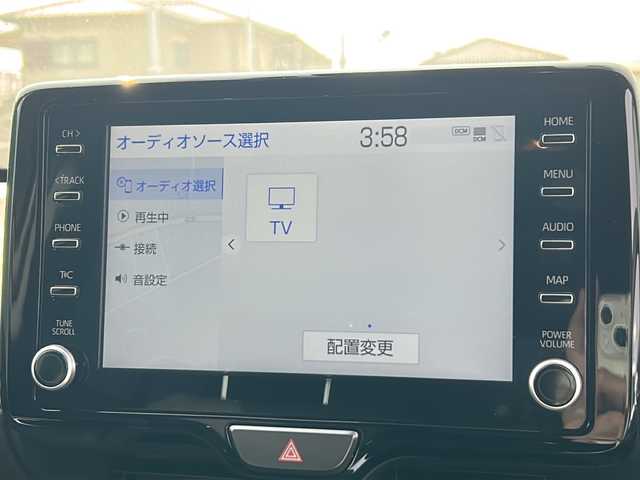 CH >
< TRACK
PHONE
T C
TUNE
SCROLL
オーディオソース選択
3:58
DCM
DCM
オーディオ選択
再生中
接続
音設定
TV
配置変更
HOME
MENU
AUDIO
MAP
POWER
VOLUME